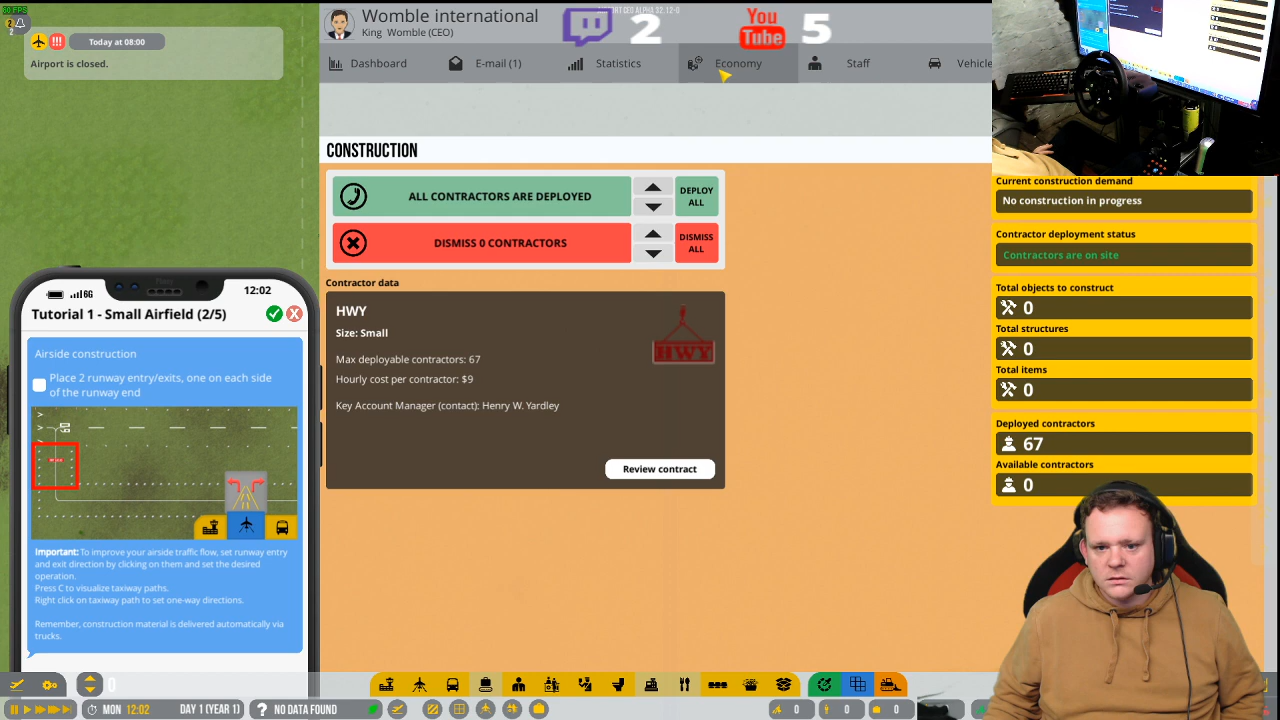 60 FPS
2
2
Today at 08:00
Airport is closed.
Womble international
King Womble (CEO)
2
You
Tube
5
Dashboard
E-mail (1)
Statistics
Economy
Staff
Vehicle
CONSTRUCTION
ALL CONTRACTORS ARE DEPLOYED
DEPLOY
ALL
DISMISS 0 CONTRACTORS
DISMISS
ALL
Contractor data
HWY
Size: Small
HWY
Max deployable contractors: 67
Hourly cost per contractor: $9
Key Account Manager (contact): Henry W. Yardley
Review contract
Current construction demand
No construction in progress
Contractor deployment status
Contractors are on site
Total objects to construct
0
Total structures
0
Total items
0
Deployed contractors
67
Available contractors
0
6G
12:02
Tutorial 1 - Small Airfield (2/5)
Airside construction
Place 2 runway entry/exits, one on each side
of the runway end
Important: To improve your airside traffic flow, set runway entry
and exit direction by clicking on them and set the desired
operation.
Press C to visualize taxiway paths.
Right click on taxiway path to set one-way directions.
Remember, construction material is delivered automatically via
trucks.
0
MON 12:02
DAY 1 (YEAR 1)
? NO DATA FOUND
0
0
0